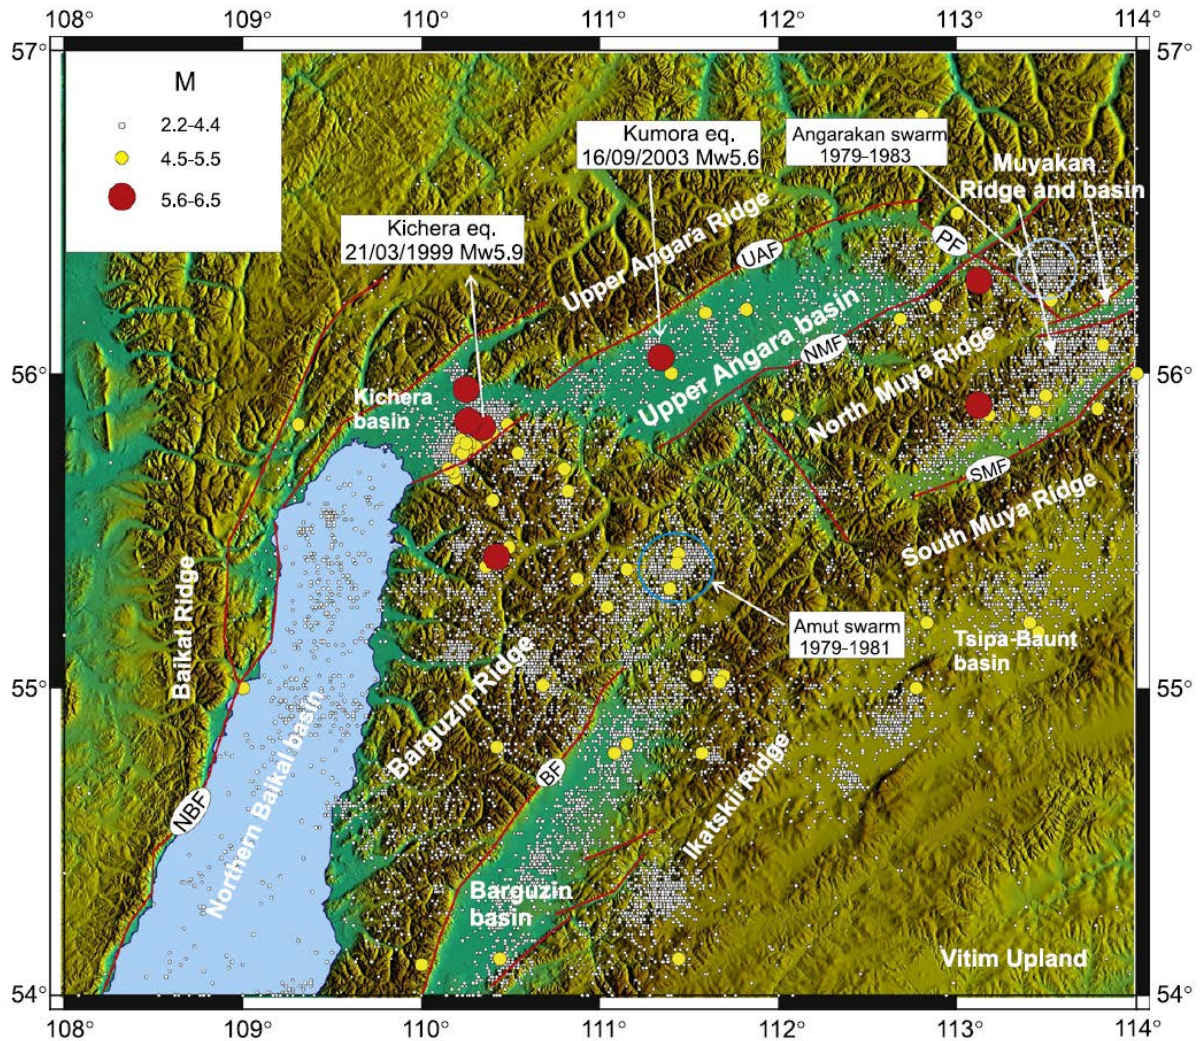 108° 109° 110° 111° 112° 113° 114°
57° 57°
M
2.2-4.4
4.5-5.5
5.6-6.5
Kumora eq.
16/09/2003 Mw5.6
Angarakan swarm
1979-1983
Muyakan
Ridge and basin
Kichera eq.
21/03/1999 Mw5.9
Upper Angara Ridge
UAF
PF
Upper Angara basin
NMF
North Muya Ridge
56° 56°
Kichera
basin
SMF
South Muya Ridge
Baikal Ridge
Amut swarm
1979-1981
Tsipa-Baunt
basin
55° 55°
Barguzin Ridge
Northern Baikal basin
NBF
BF
Ikatskii Ridge
Barguzin
basin
Vitim Upland
54° 54°
108° 109° 110° 111° 112° 113° 114°